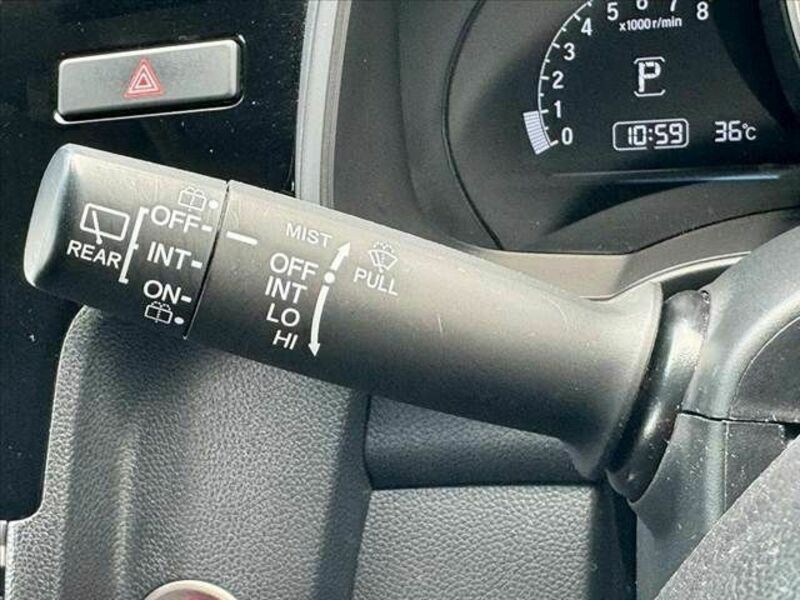 5 6 7 8
4
x1000r/min
3
2
P
1
0
10:59 36°C
OFF
REAR
INT
ON
MIST
OFF
INT
LO
HI
PULL